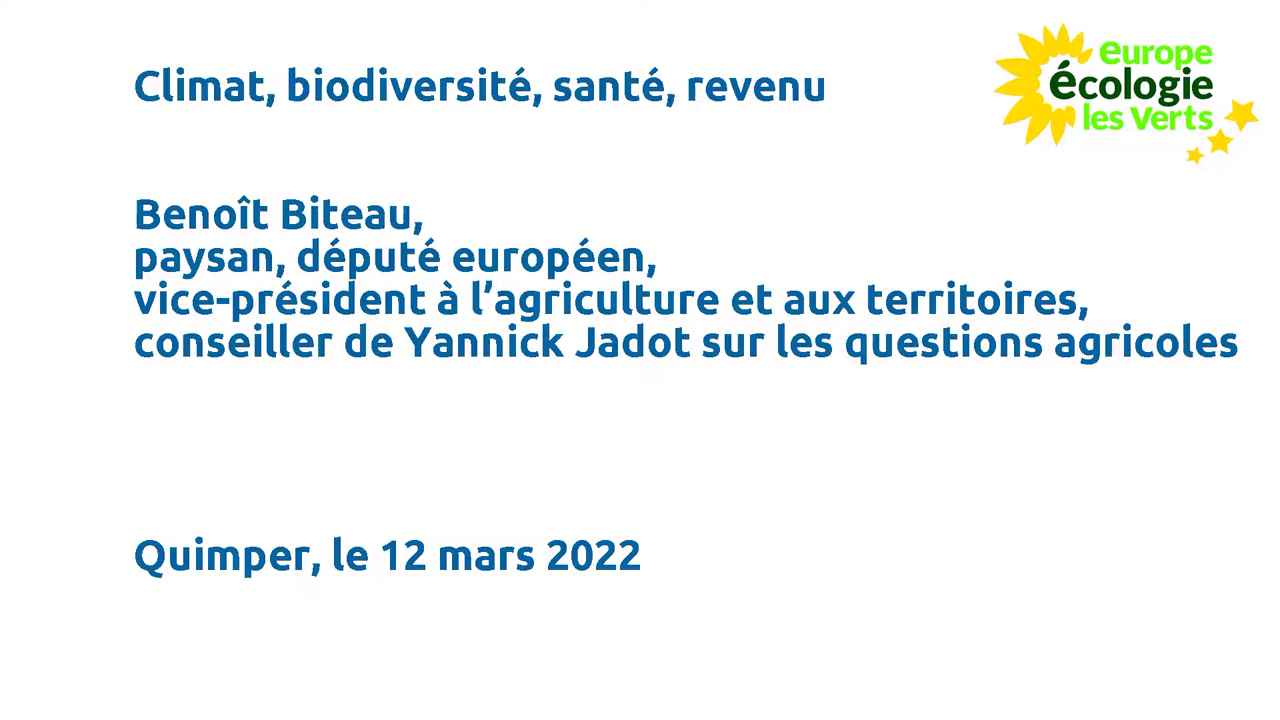 Climat, biodiversité, santé, revenu
europe
écologie
les Verts
Benoît Biteau,
paysan, député européen,
vice-président à l’agriculture et aux territoires,
conseiller de Yannick Jadot sur les questions agricoles
Quimper, le 12 mars 2022